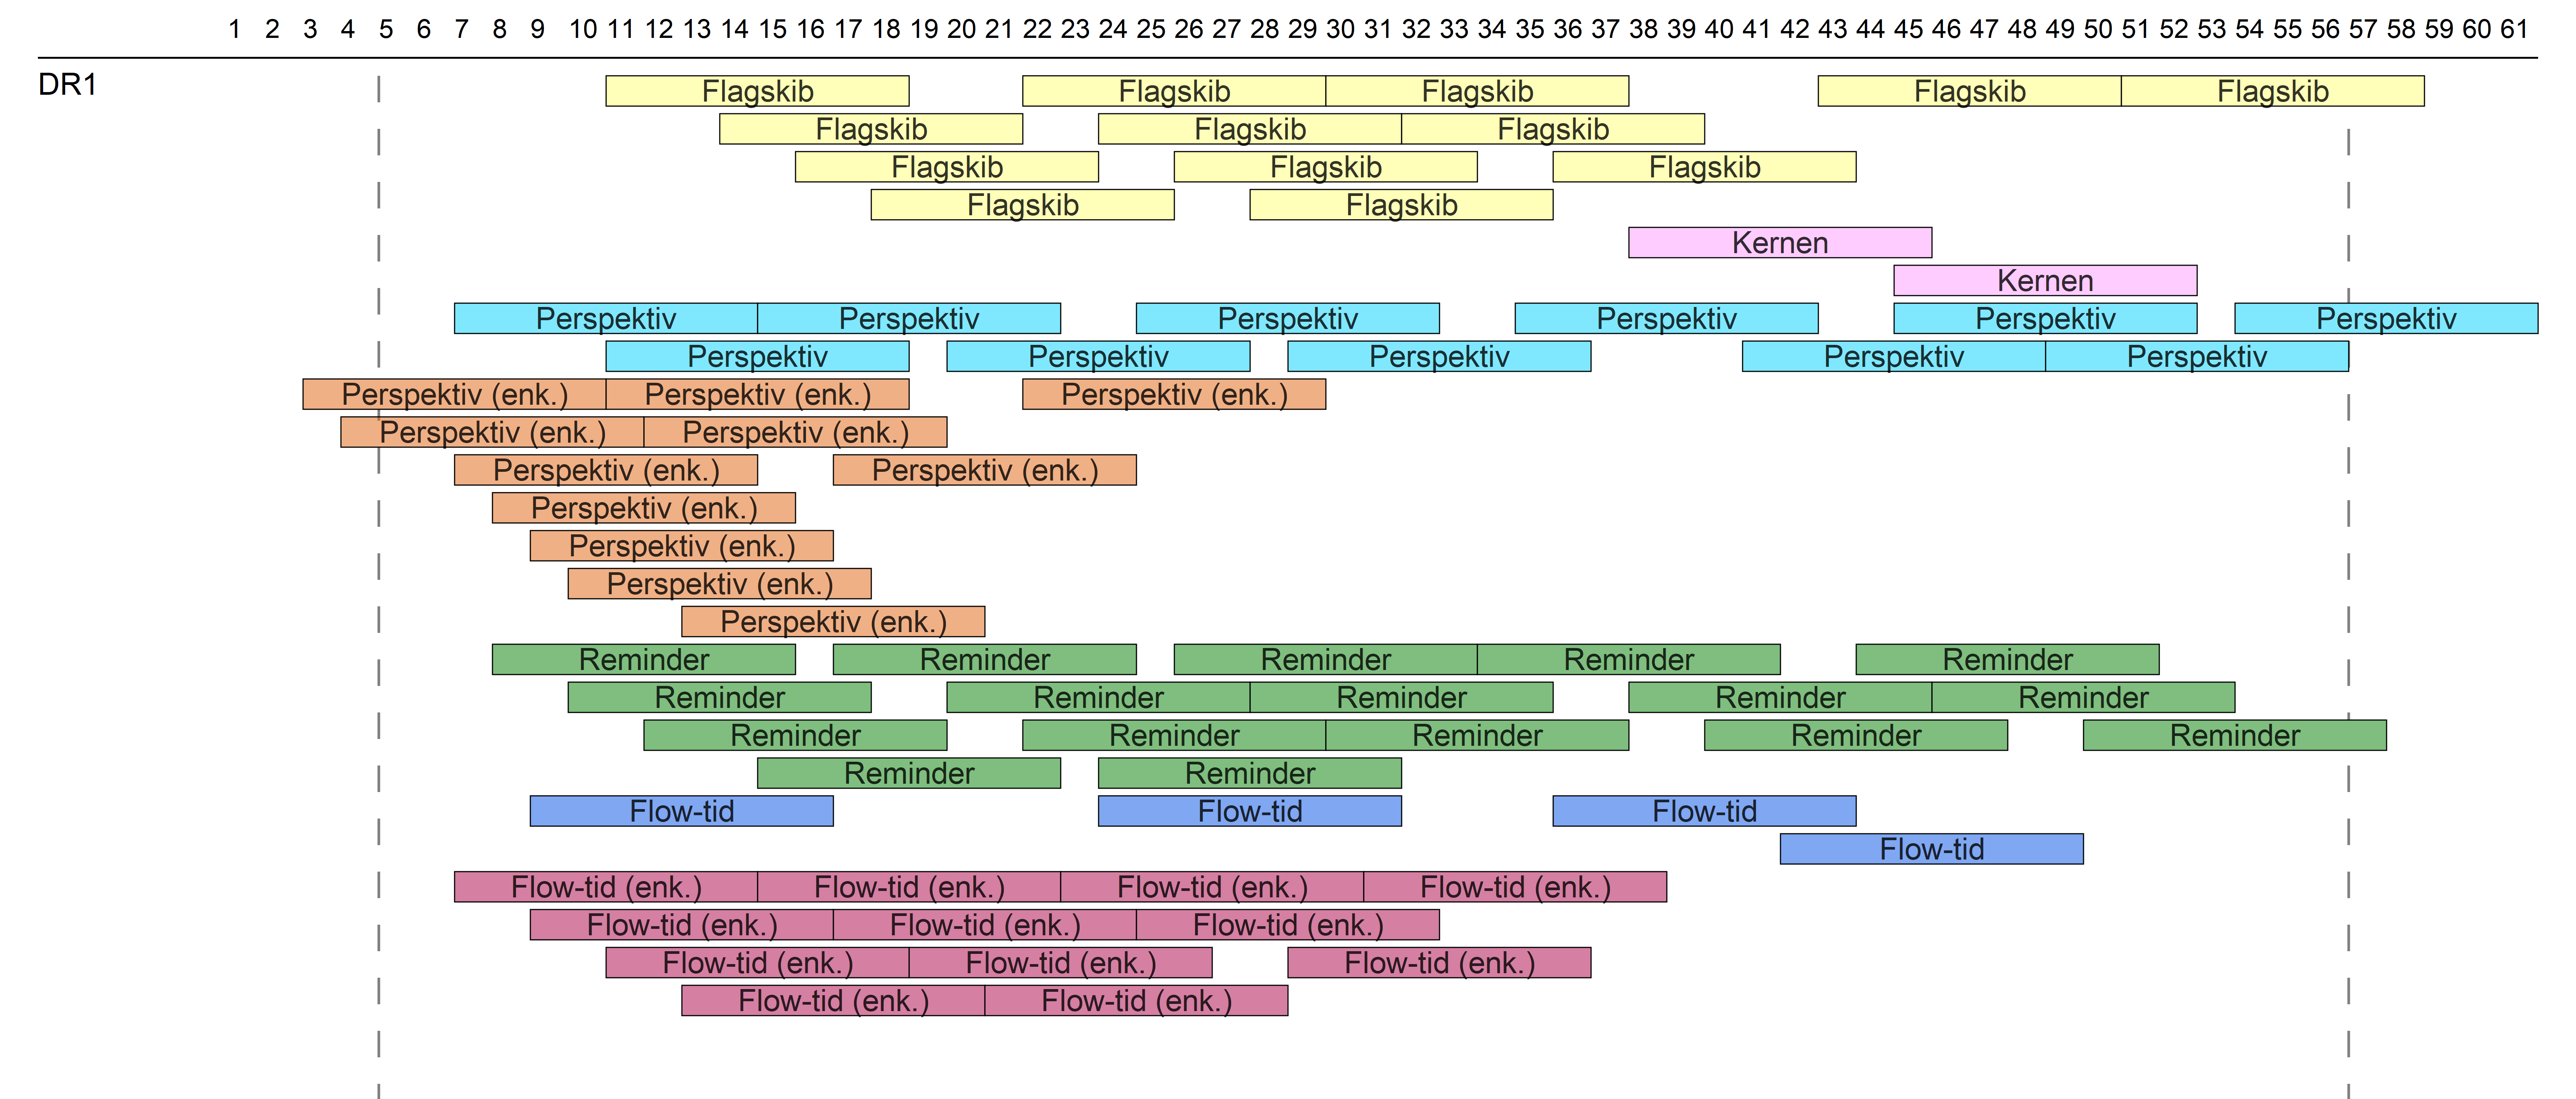 1 2 3 4 5 6 7 8 9 10 11 12 13 14 15 16 17 18 19 20 21 22 23 24 25 26 27 28 29 30 31 32 33 34 35 36 37 38 39 40 41 42 43 44 45 46 47 48 49 50 51 52 53 54 55 56 57 58 59 60 61
DR1 Flagskib Flagskib Flagskib Flagskib Flagskib
Flagskib Flagskib Flagskib
Flagskib Flagskib Flagskib
Flagskib Flagskib
Kernen
Kernen
Perspektiv Perspektiv Perspektiv Perspektiv Perspektiv Perspektiv
Perspektiv Perspektiv Perspektiv Perspektiv Perspektiv
Perspektiv (enk.) Perspektiv (enk.) Perspektiv (enk.)
Perspektiv (enk.) Perspektiv (enk.)
Perspektiv (enk.) Perspektiv (enk.)
Perspektiv (enk.)
Perspektiv (enk.)
Perspektiv (enk.)
Perspektiv (enk.)
Reminder Reminder Reminder Reminder Reminder
Reminder Reminder Reminder Reminder Reminder
Reminder Reminder Reminder Reminder Reminder
Reminder Reminder
Flow-tid Flow-tid Flow-tid
Flow-tid
Flow-tid (enk.) Flow-tid (enk.) Flow-tid (enk.) Flow-tid (enk.)
Flow-tid (enk.) Flow-tid (enk.) Flow-tid (enk.)
Flow-tid (enk.) Flow-tid (enk.) Flow-tid (enk.)
Flow-tid (enk.) Flow-tid (enk.)